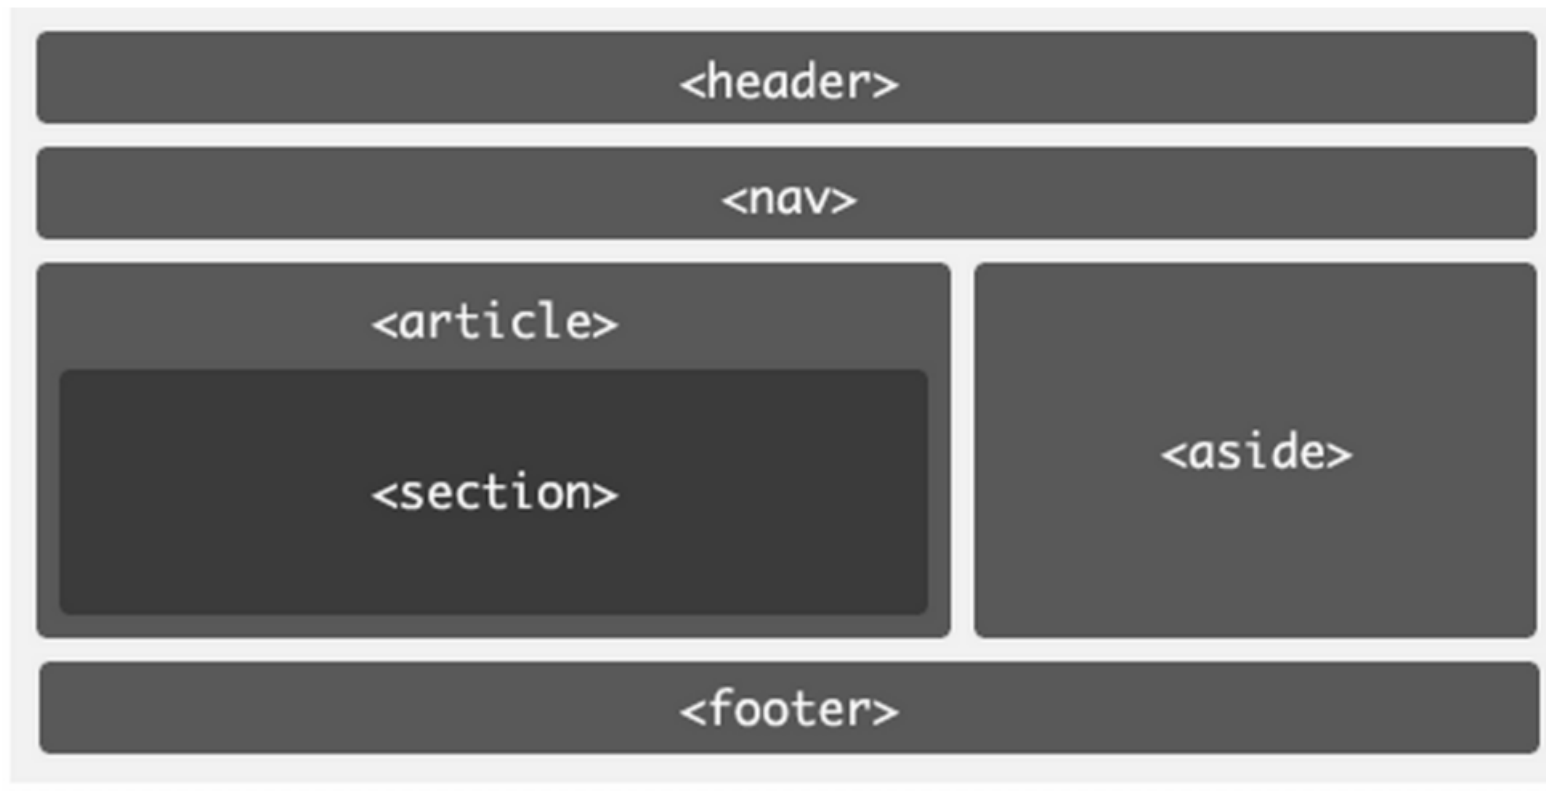 <header>
<nav>
<article>
<section>
<aside>
<footer>